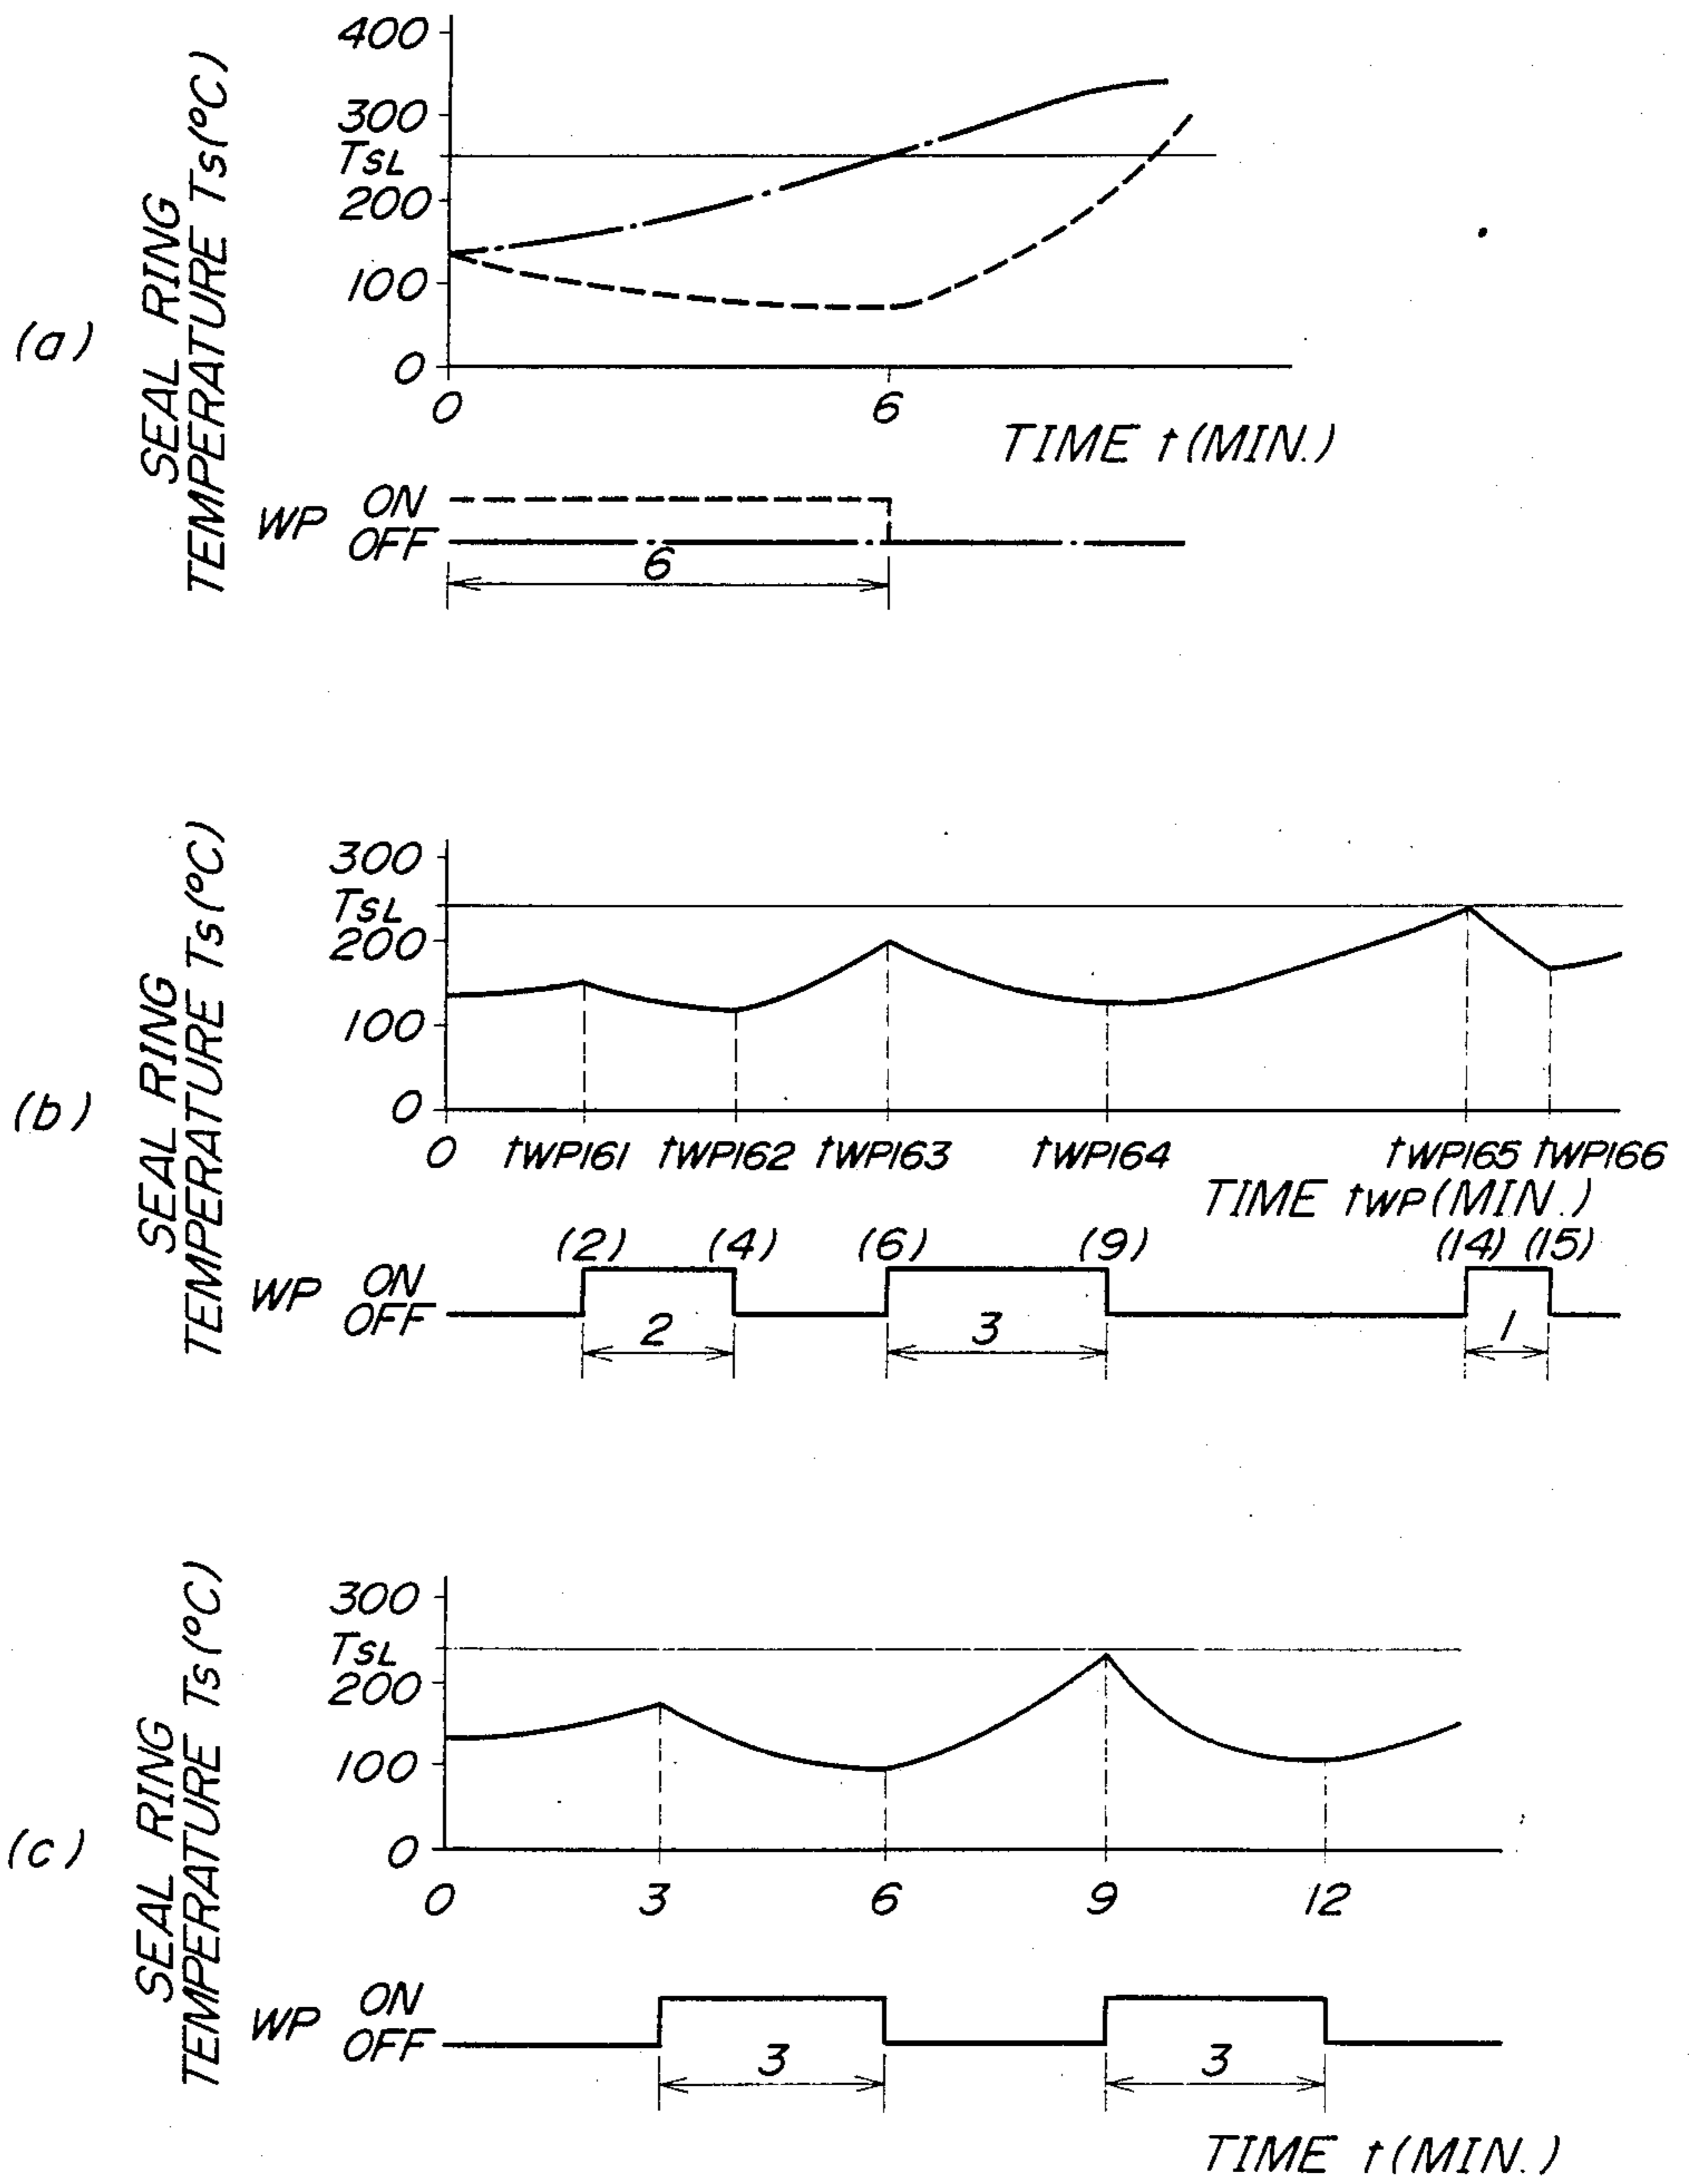 (a)
SEAL RING
TEMPERATURE Ts (°C)
400
300
TSL
200
100
0
0 6
TIME t (MIN.)
WP ON
OFF
6
(b)
SEAL RING
TEMPERATURE Ts (°C)
300
TSL
200
100
0
0 tWP161 tWP162 tWP163 tWP164 tWP165 tWP166
TIME tWP (MIN.)
(2) (4) (6) (9) (14) (15)
WP ON
OFF
2 3 1
(c)
SEAL RING
TEMPERATURE Ts (°C)
300
TSL
200
100
0
0 3 6 9 12
WP ON
OFF
3 3
TIME t (MIN.)